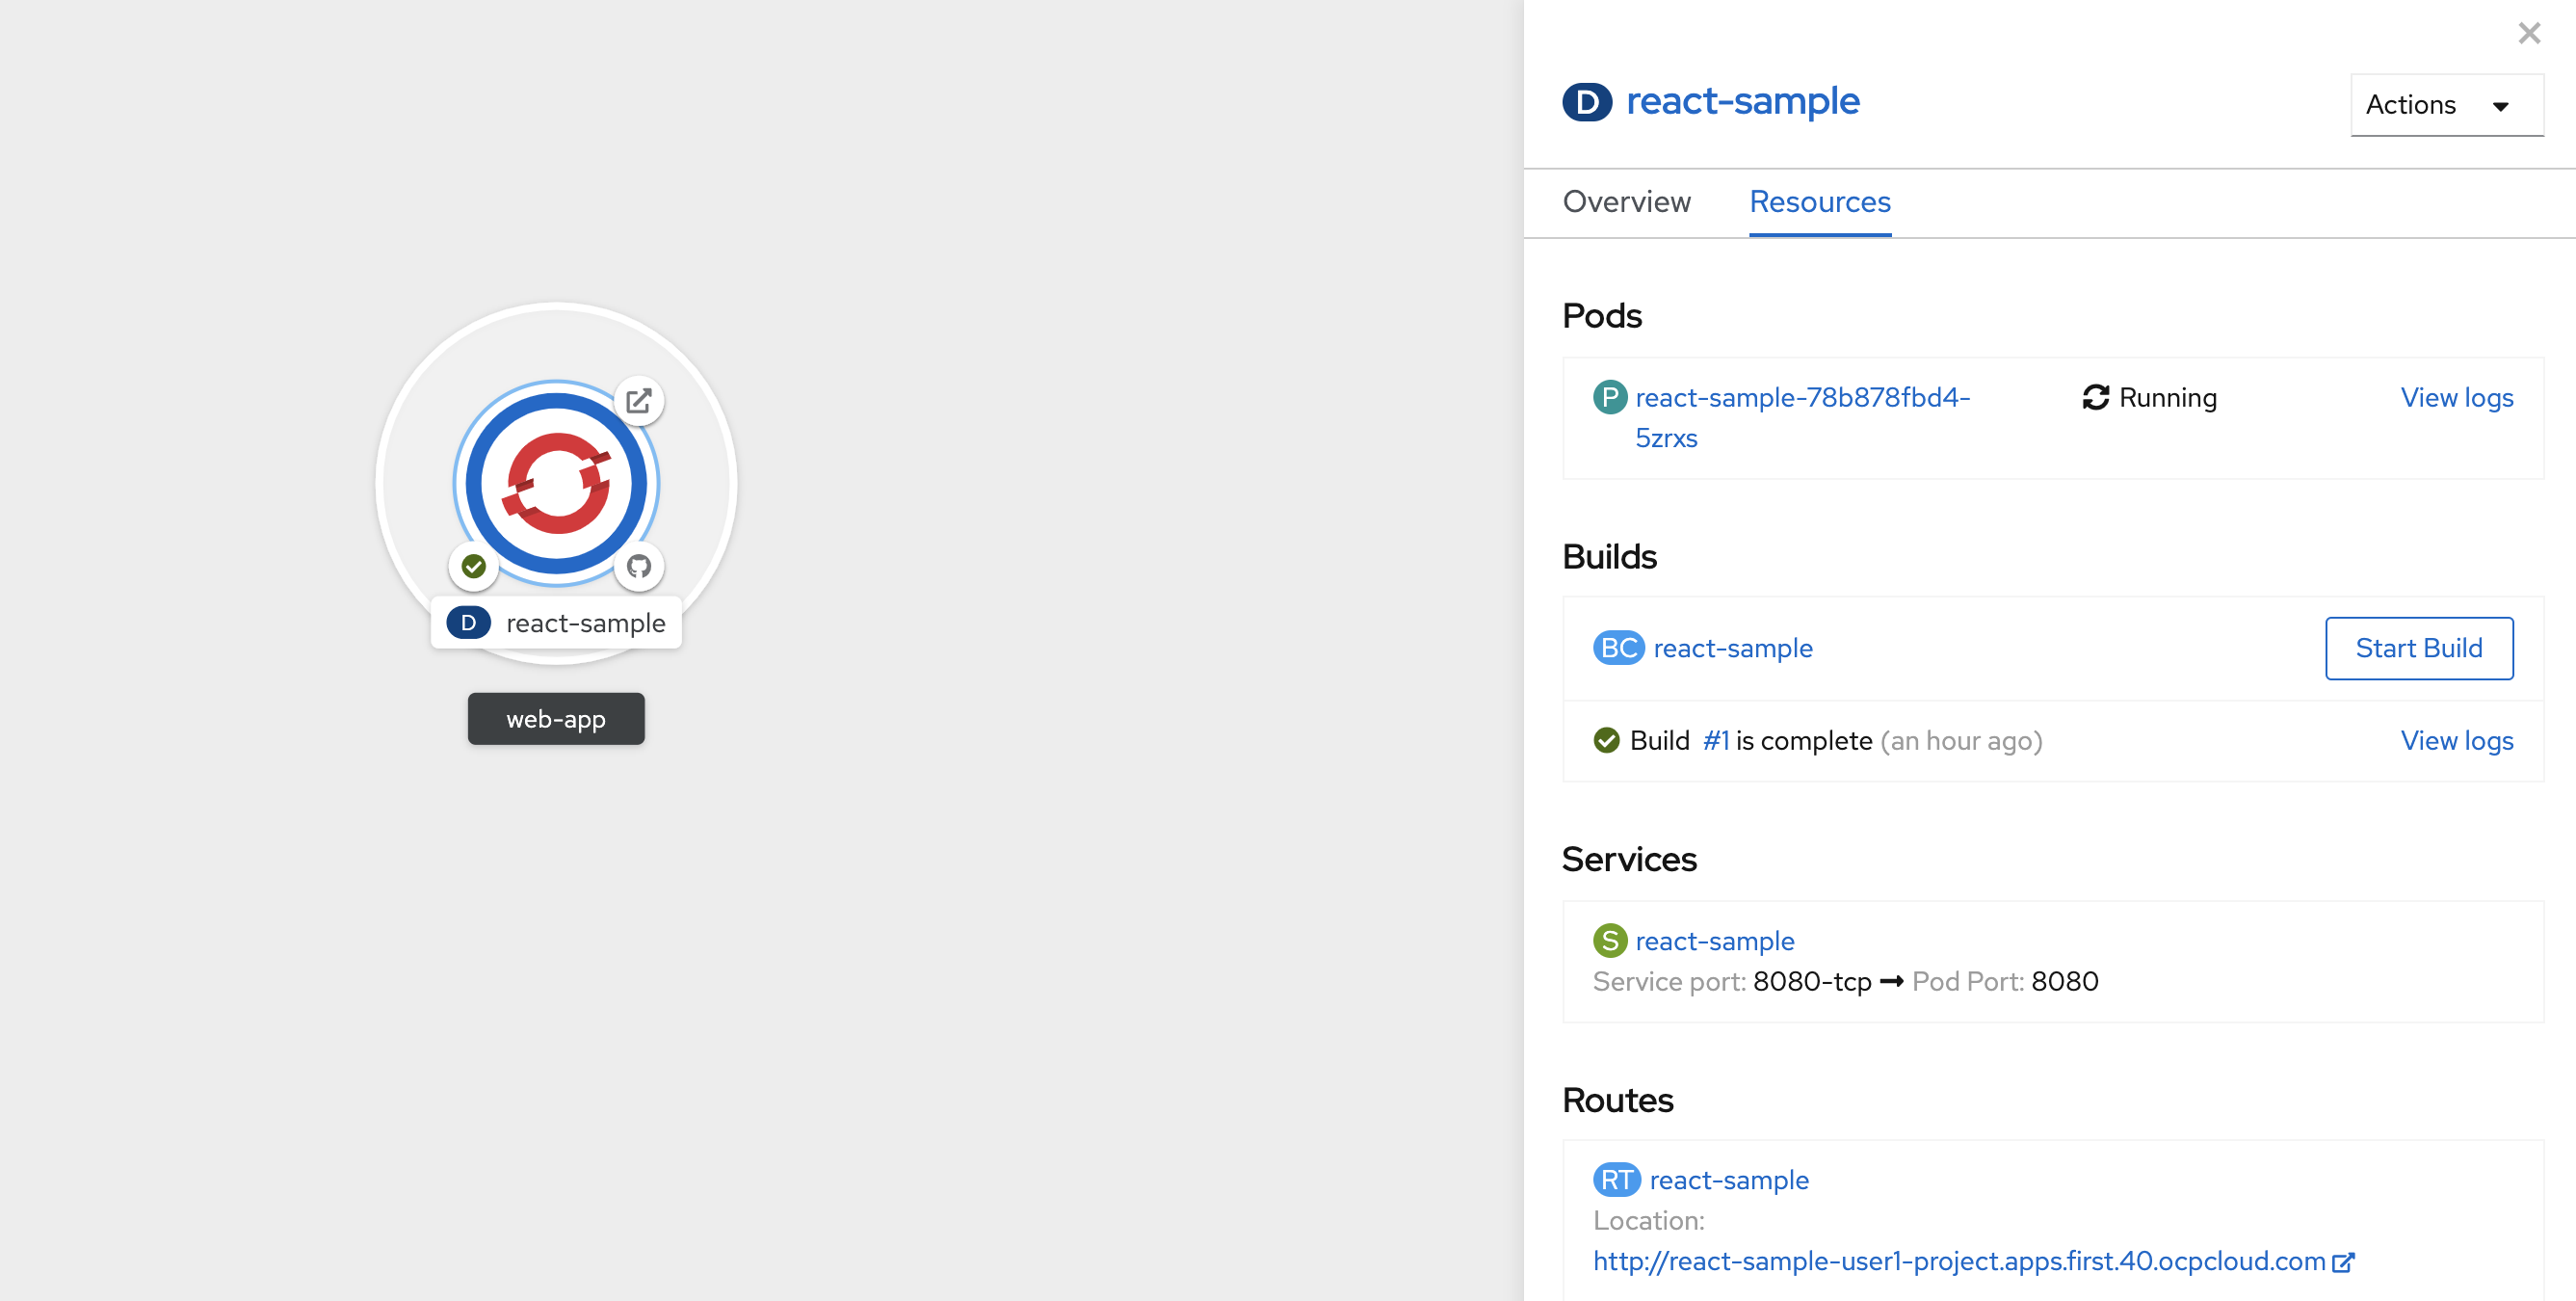 D react-sample
web-app
D react-sample
Actions
Overview Resources
Pods
P react-sample-78b878fbd4-
5zrxs
Running
View logs
Builds
BC react-sample
Start Build
Build #1 is complete (an hour ago)
View logs
Services
S react-sample
Service port: 8080-tcp → Pod Port: 8080
Routes
RT react-sample
Location:
http://react-sample-user1-project.apps.first.40.ocpcloud.com